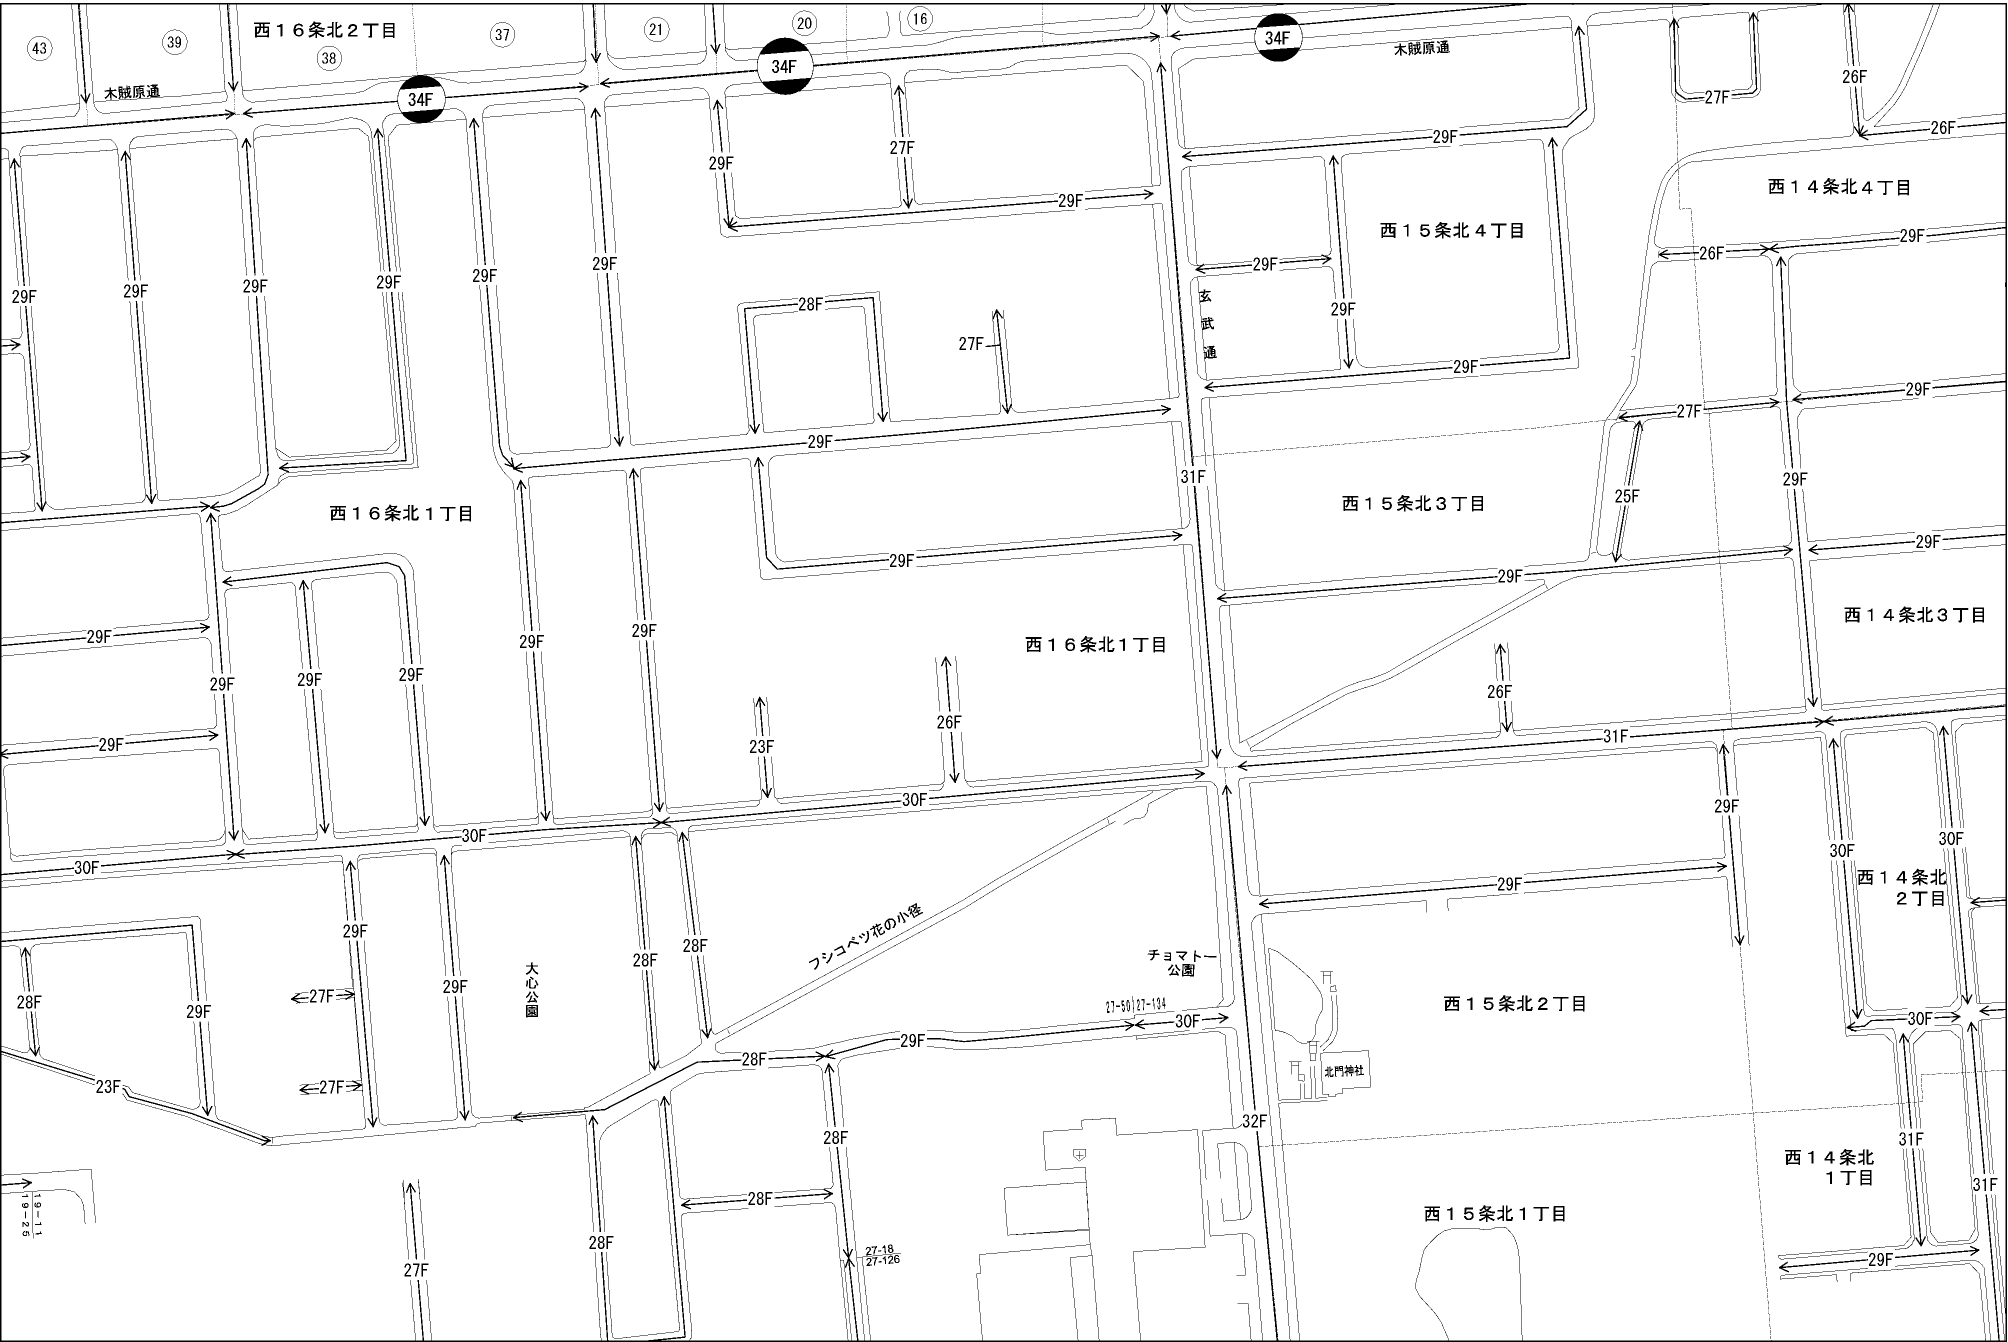 43
39
西16条北2丁目
38
37
21
20
16
34F
木賊原通
26F
27F
木賊原通
34F
34F
29F
26F
29F
27F
29F
西14条北4丁目
西15条北4丁目
29F
26F
29F
29F
29F
29F
29F
29F
29F
29F
玄武通
28F
29F
27F
29F
29F
27F
29F
31F
29F
25F
西15条北3丁目
西16条北1丁目
29F
29F
29F
西14条北3丁目
29F
29F
29F
西16条北1丁目
29F
29F
29F
29F
26F
26F
31F
29F
23F
30F
29F
30F
30F
30F
30F
29F
西14条北
2丁目
フシコベツ花の小径
29F
28F
28F
チョマトー
公園
大心公園
29F
27F
28F
29F
27-50
27-134
西15条北2丁目
30F
30F
29F
28F
北門神社
23F
27F
32F
28F
31F
西14条北
1丁目
31F
28F
西15条北1丁目
19-11
19-25
28F
27-18
27-126
29F
27F